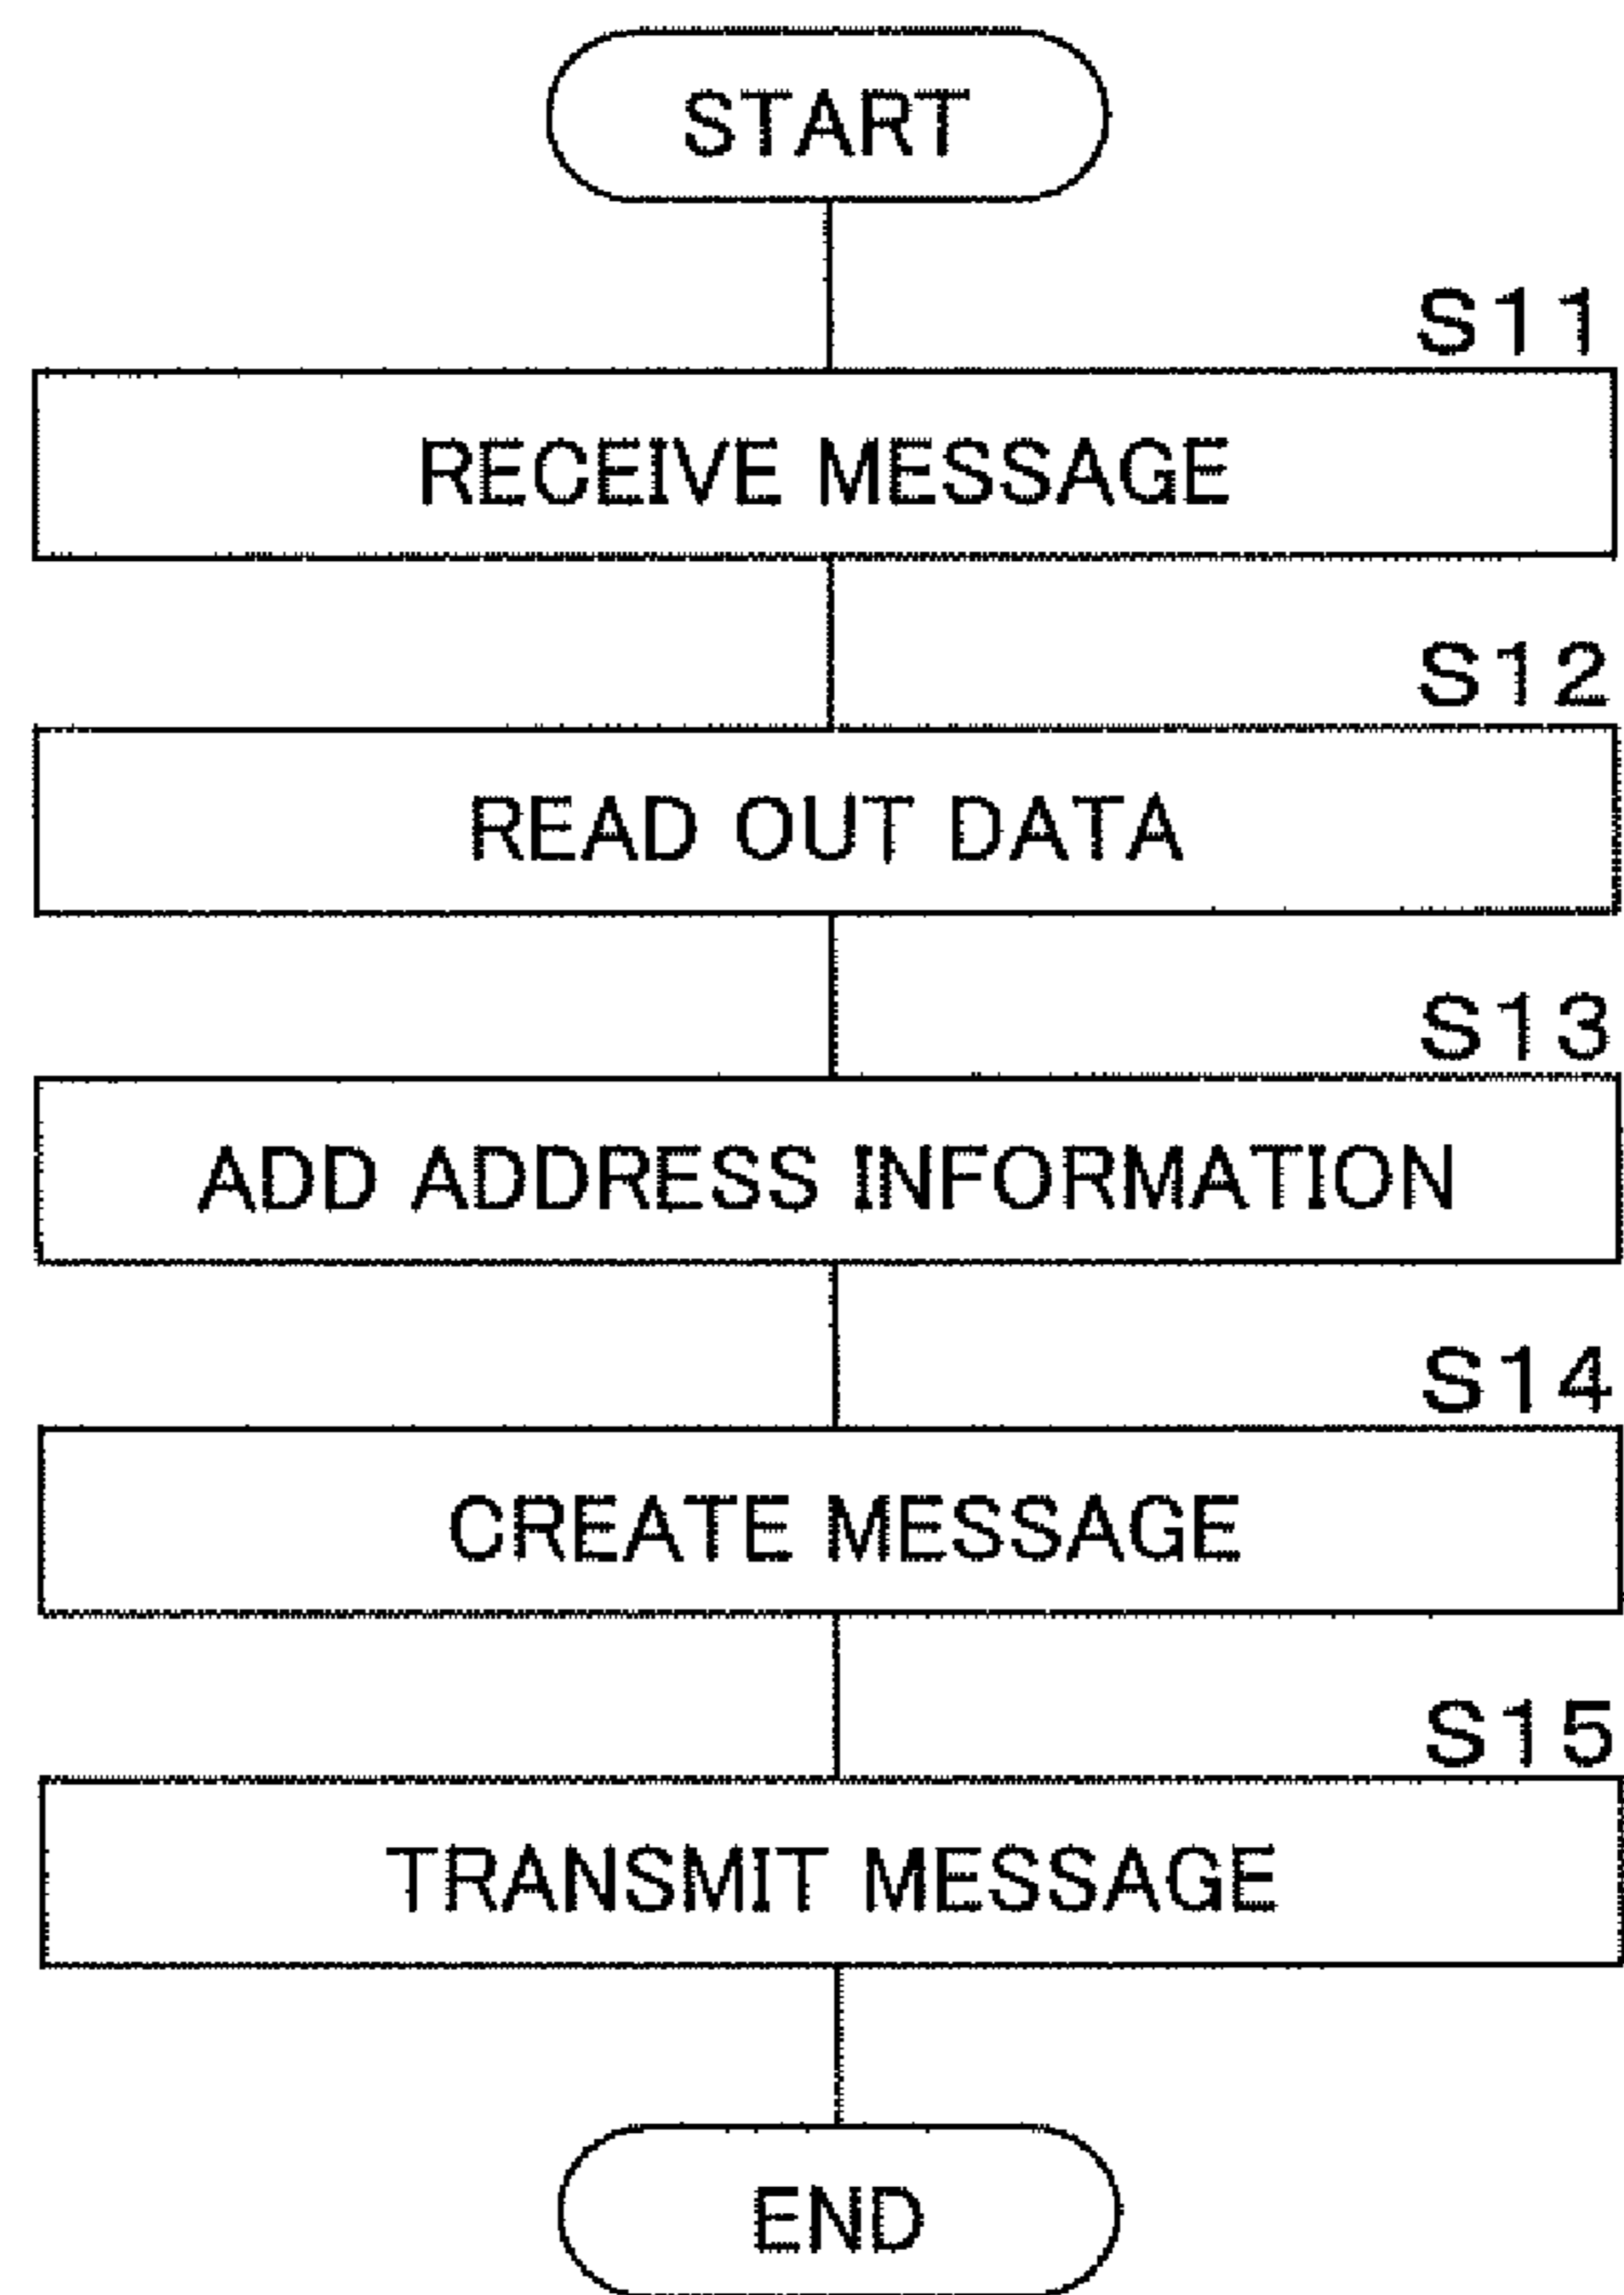 START
S11
RECEIVE MESSAGE
S12
READ OUT DATA
S13
ADD ADDRESS INFORMATION
S14
CREATE MESSAGE
S15
TRANSMIT MESSAGE
END